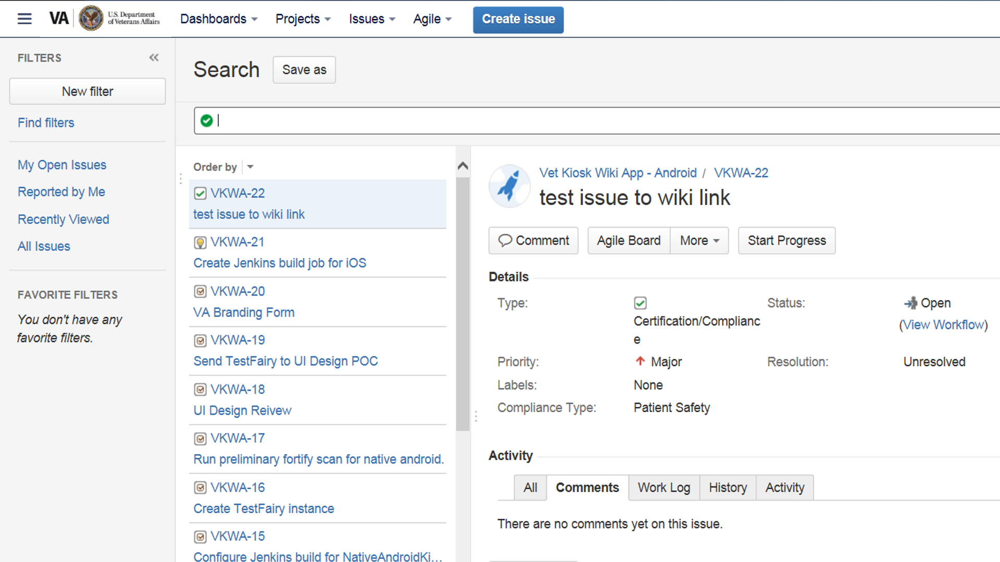 VA U.S. Department of Veterans Affairs Dashboards Projects Issues Agile Create issue
FILTERS
New filter
Find filters
My Open Issues
Reported by Me
Recently Viewed
All Issues
FAVORITE FILTERS
You don't have any
favorite filters.
Search Save as
Order by
VKWA-22
test issue to wiki link
VKWA-21
Create Jenkins build job for iOS
VKWA-20
VA Branding Form
VKWA-19
Send TestFairy to UI Design POC
VKWA-18
UI Design Reivew
VKWA-17
Run preliminary fortify scan for native android.
VKWA-16
Create TestFairy instance
VKWA-15
Configure Jenkins build for NativeAndroidKi...
Vet Kiosk Wiki App - Android / VKWA-22
test issue to wiki link
Comment Agile Board More Start Progress
Details
Type: Certification/Complianc
e
Status: Open
(View Workflow)
Priority: Major Resolution: Unresolved
Labels: None
Compliance Type: Patient Safety
Activity
All Comments Work Log History Activity
There are no comments yet on this issue.